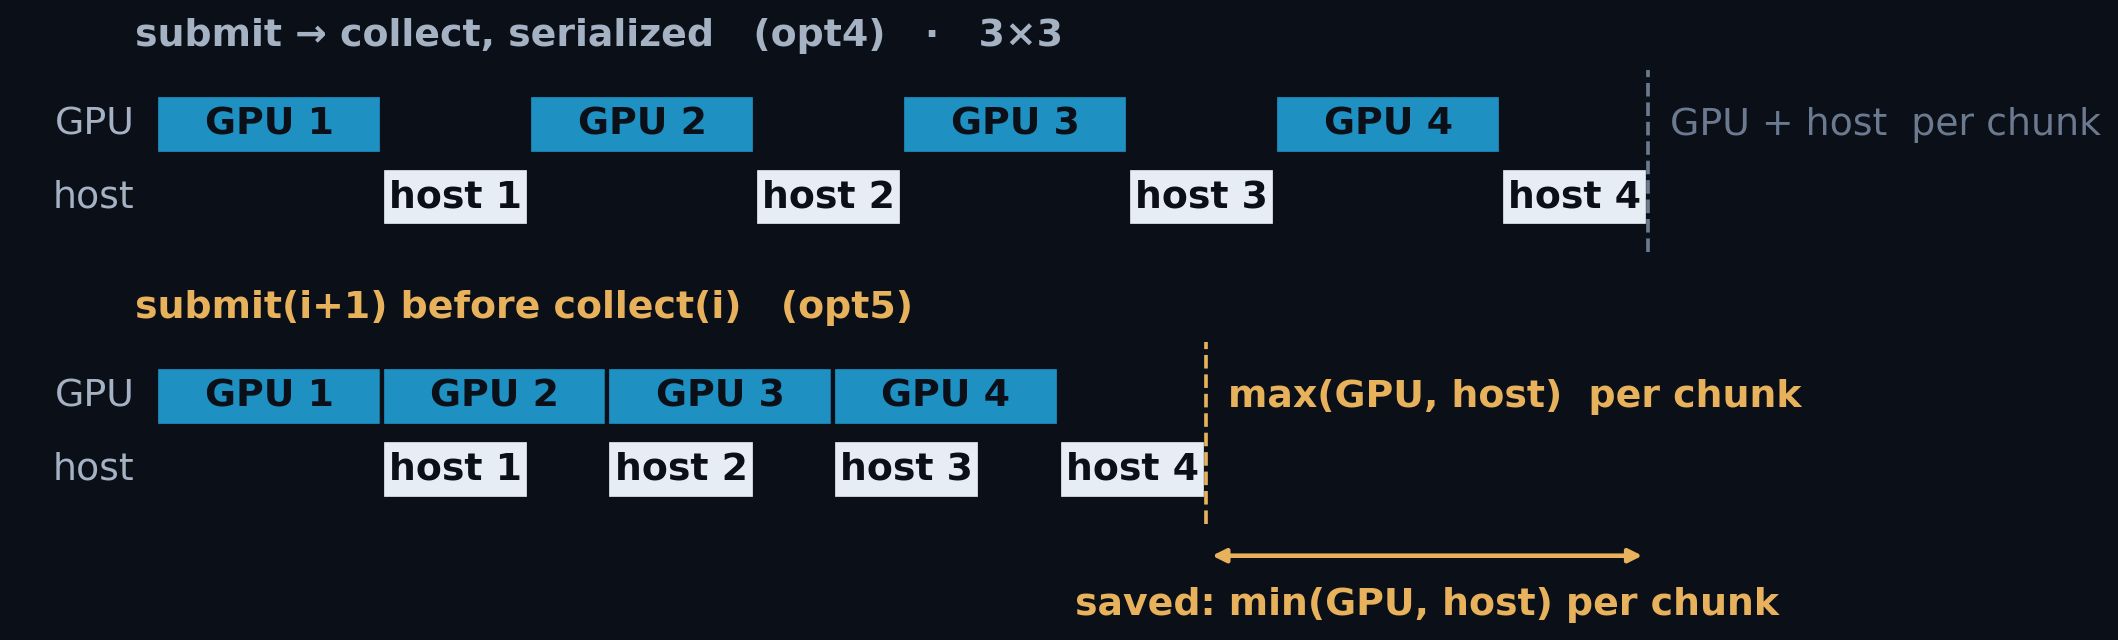 submit → collect, serialized (opt4) · 3×3
GPU GPU 1 GPU 2 GPU 3 GPU 4 GPU + host per chunk
host host 1 host 2 host 3 host 4
submit(i+1) before collect(i) (opt5)
GPU GPU 1 GPU 2 GPU 3 GPU 4 max(GPU, host) per chunk
host host 1 host 2 host 3 host 4
saved: min(GPU, host) per chunk